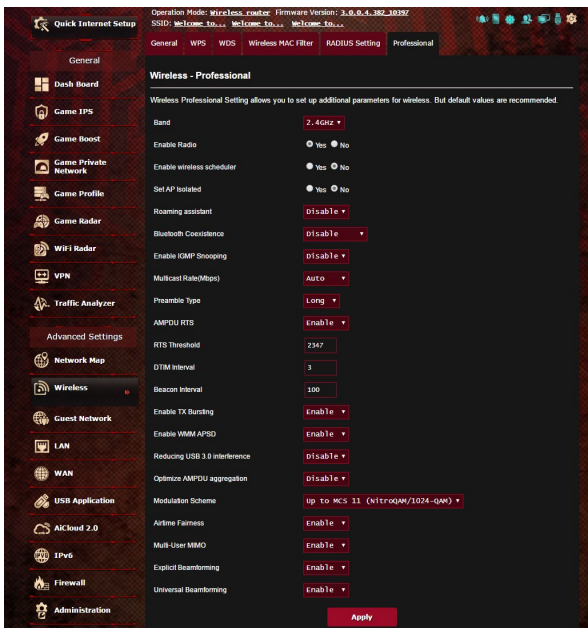 Quick Internet Setup
General
Dash Board
Game IPS
Game Boost
Game Private
Network
Game Profile
Game Radar
WiFi Radar
VPN
Traffic Analyzer
Advanced Settings
Network Map
Wireless
Guest Network
LAN
WAN
USB Application
AiCloud 2.0
IPv6
Firewall
Administration
Operation Mode: Wireless router Firmware Version: 3.0.0.4.382_10397
SSID: Welcome to... Welcome to... Welcome to...
General WPS WDS Wireless MAC Filter RADIUS Setting Professional
Wireless - Professional
Wireless Professional Setting allows you to set up additional parameters for wireless. But default values are recommended.
Band 2.4GHz
Enable Radio Yes No
Enable wireless scheduler Yes No
Set AP Isolated Yes No
Roaming assistant Disable
Bluetooth Coexistence Disable
Enable IGMP Snooping Disable
Multicast Rate(Mbps) Auto
Preamble Type Long
AMPDU RTS Enable
RTS Threshold 2347
DTIM Interval 3
Beacon Interval 100
Enable TX Bursting Enable
Enable WMM APSD Enable
Reducing USB 3.0 interference Disable
Optimize AMPDU aggregation Disable
Modulation Scheme Up to MCS 11 (NitroQAM/1024-QAM)
Airtime Fairness Enable
Multi-User MIMO Enable
Explicit Beamforming Enable
Universal Beamforming Enable
Apply